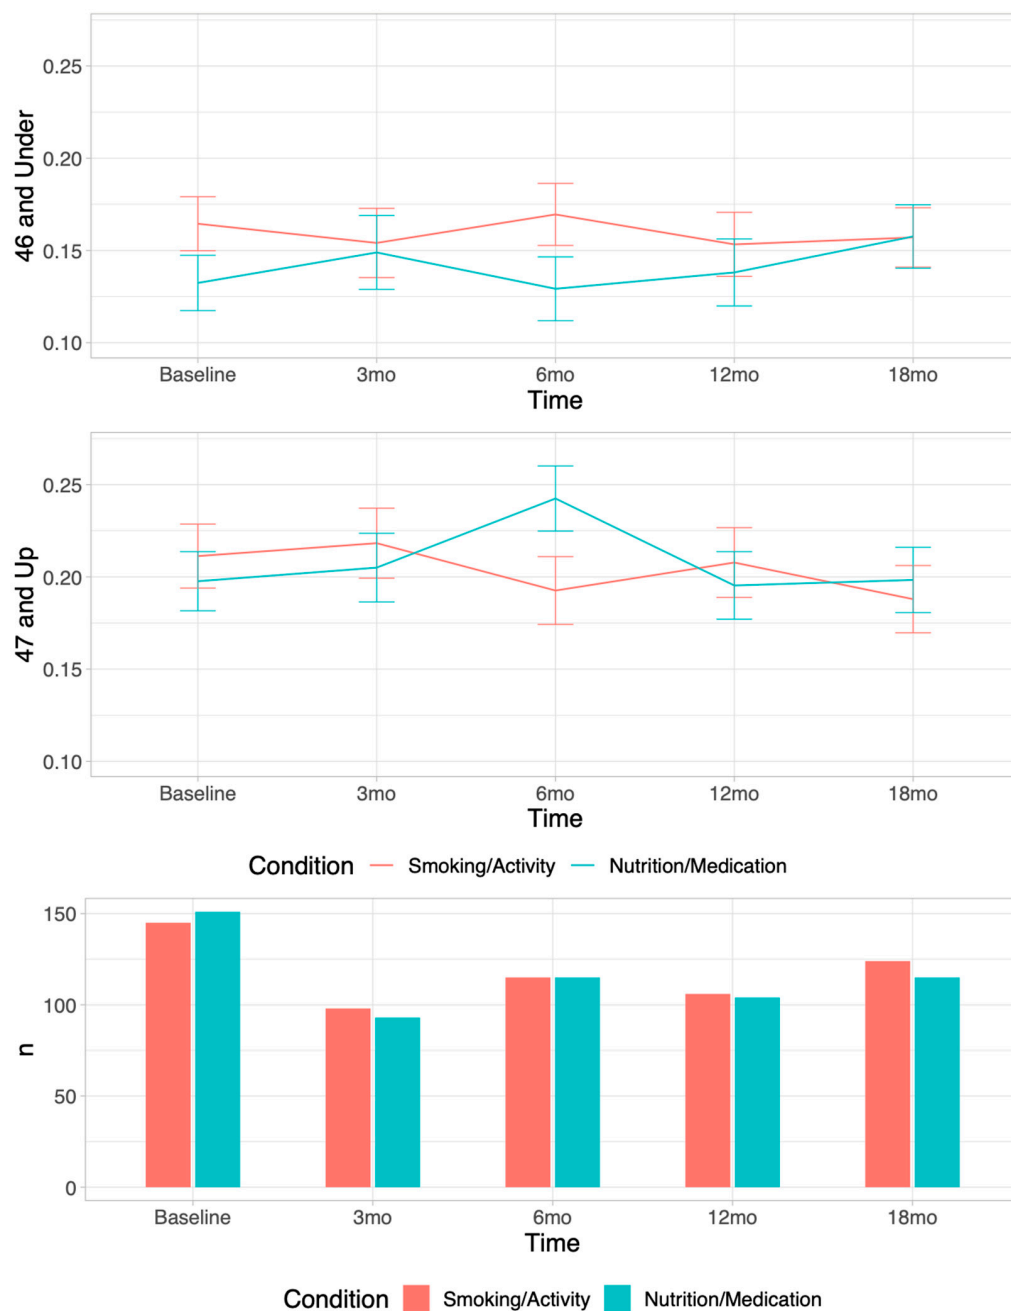 46 and Under
0.25
0.20
0.15
0.10
Baseline 3mo 6mo 12mo 18mo
Time
47 and Up
0.25
0.20
0.15
0.10
Baseline 3mo 6mo 12mo 18mo
Time
Condition Smoking/Activity Nutrition/Medication
n
150
100
50
0
Baseline 3mo 6mo 12mo 18mo
Time
Condition Smoking/Activity Nutrition/Medication